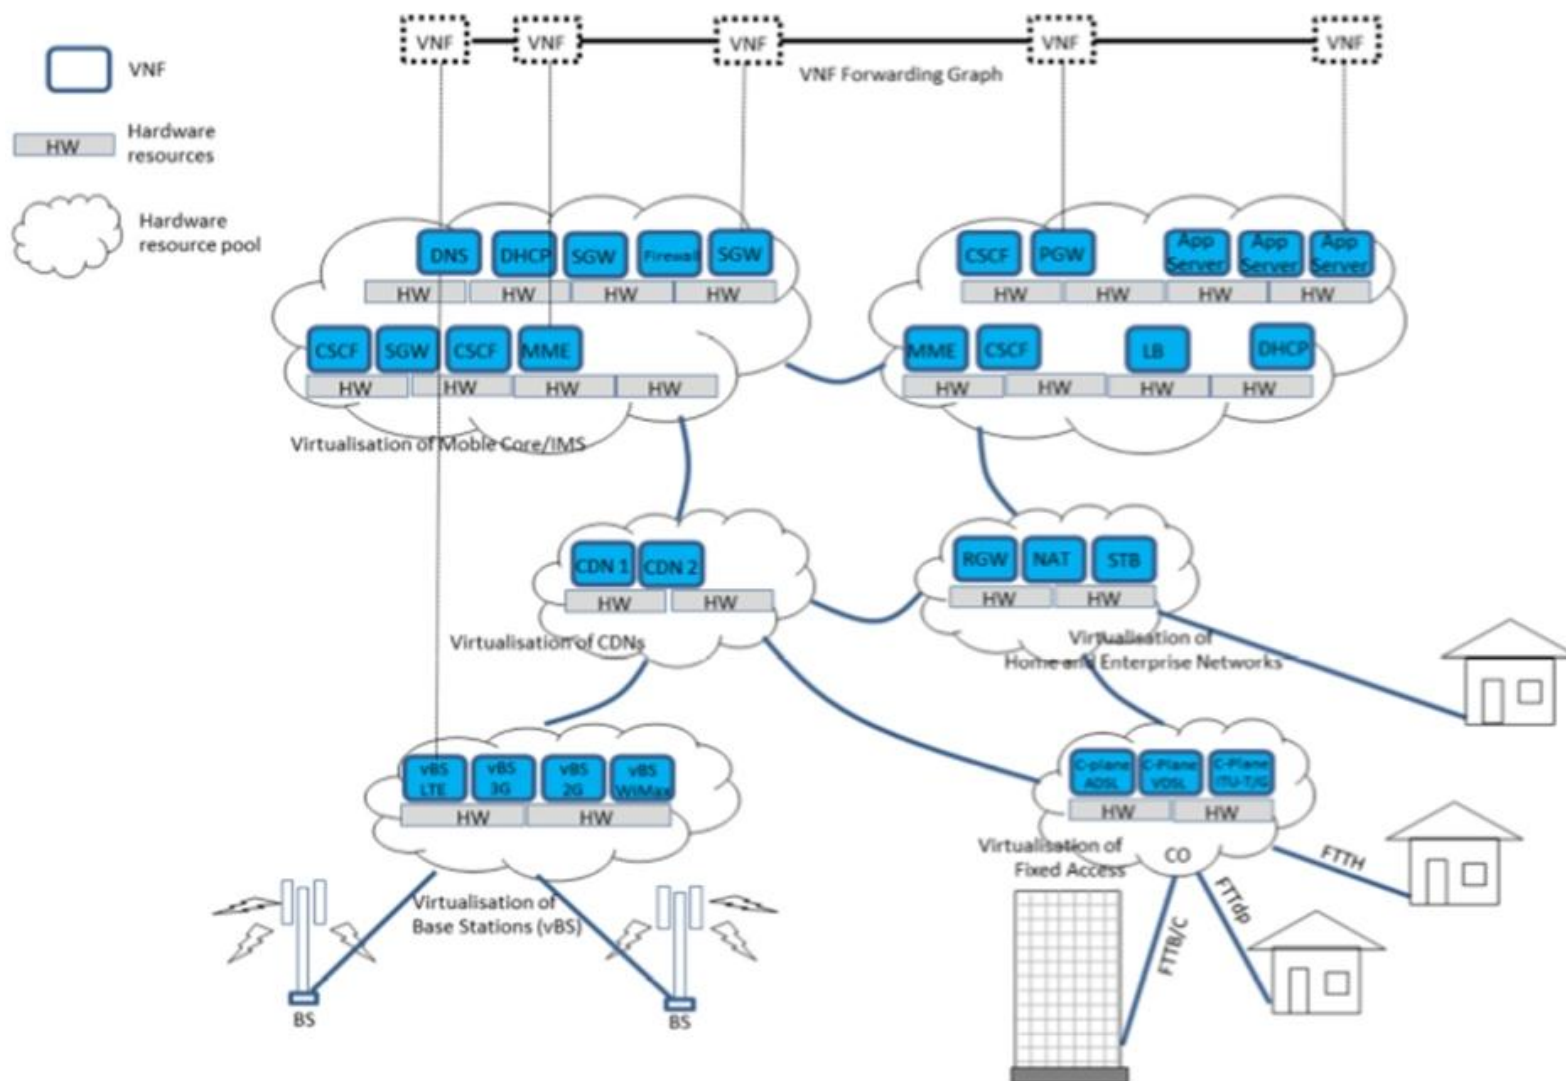 VNF
VNF
VNF
VNF
VNF
VNF Forwarding Graph
VNF
HW
Hardware
resources
Hardware
resource pool
DNS
DHCP
SGW
Firewall
SGW
HW
HW
HW
HW
CSCF
SGW
CSCF
MME
HW
HW
HW
HW
Virtualisation of Moble Core/IMS
CSCF
PGW
App
Server
App
Server
App
Server
HW
HW
HW
HW
MME
CSCF
LB
DHCP
HW
HW
HW
HW
CDN 1
CDN 2
HW
HW
Virtualisation of CDNs
RGW
NAT
STB
HW
HW
Virtualisation of
Home and Enterprise Networks
vBS
LTE
vBS
3G
vBS
2G
vBS
WiMax
HW
HW
Virtualisation of
Base Stations (vBS)
BS
BS
C-plane
ADSL
C-Plane
VDSL
C-Plane
ITU-T/G
HW
HW
Virtualisation of
Fixed Access
CO
FTTH
FTTdp
FTTB/C